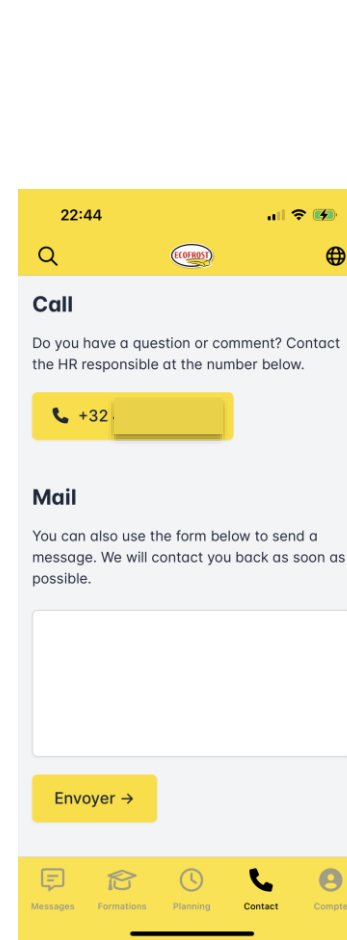 22:44
ECOFROST
Call
Do you have a question or comment? Contact
the HR responsible at the number below.
+32
Mail
You can also use the form below to send a
message. We will contact you back as soon as
possible.
Envoyer →
Messages Formations Planning Contact Compte